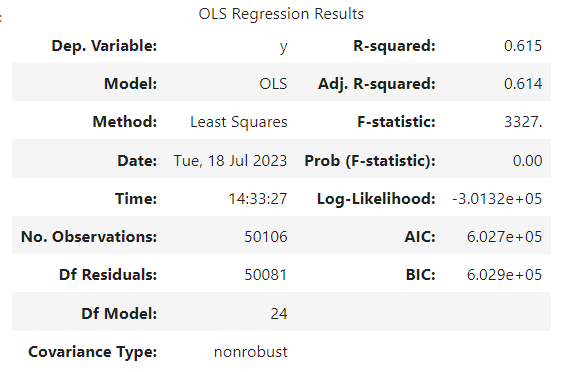 OLS Regression Results
Dep. Variable: y R-squared: 0.615
Model: OLS Adj. R-squared: 0.614
Method: Least Squares F-statistic: 3327.
Date: Tue, 18 Jul 2023 Prob (F-statistic): 0.00
Time: 14:33:27 Log-Likelihood: -3.0132e+05
No. Observations: 50106 AIC: 6.027e+05
Df Residuals: 50081 BIC: 6.029e+05
Df Model: 24
Covariance Type: nonrobust